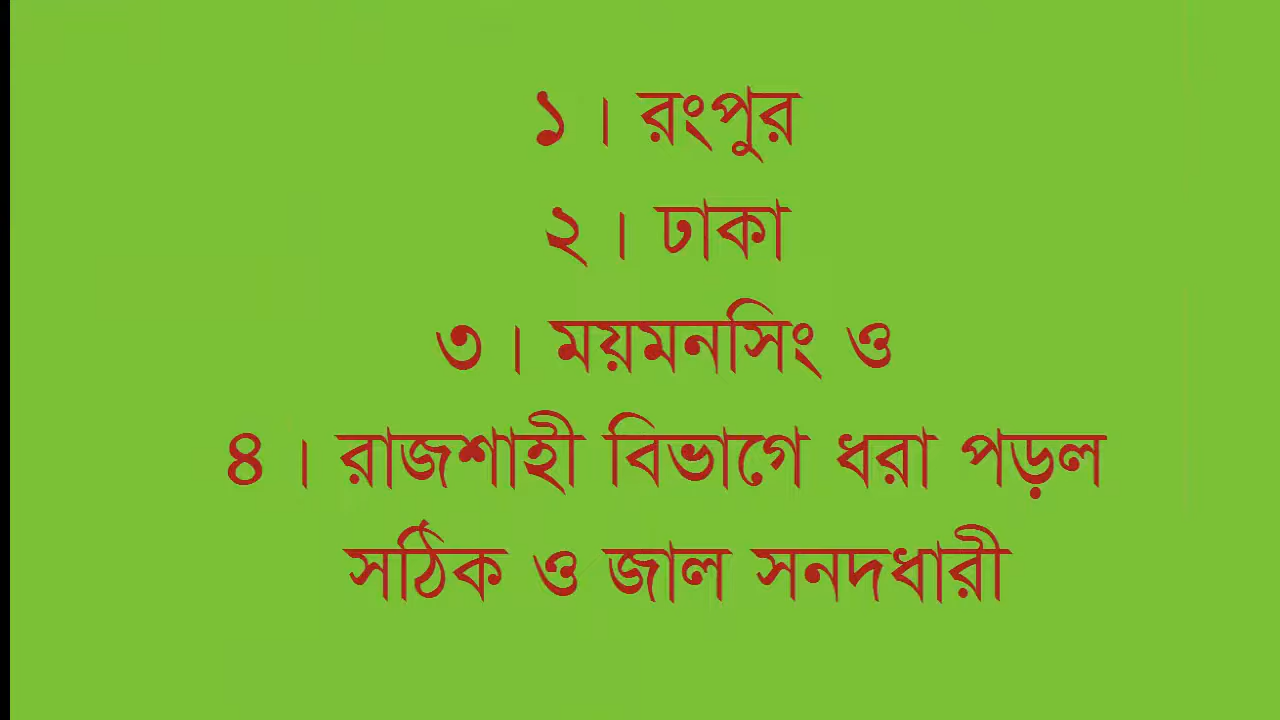 ১। রংপুর
২। ঢাকা
৩। ময়মনসিং ও
৪। রাজশাহী বিভাগে ধরা পড়ল
সঠিক ও জাল সনদধারী